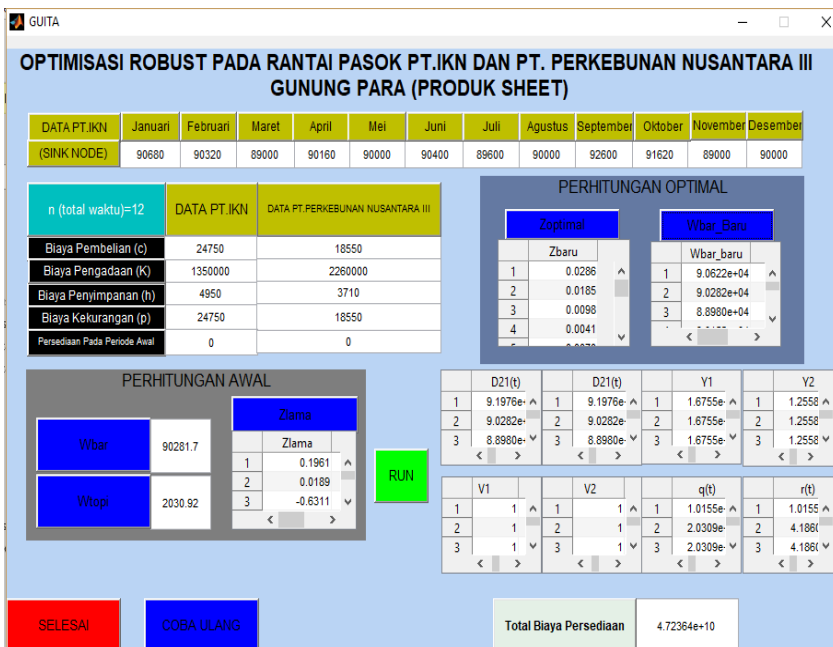 GUITA
OPTIMISASI ROBUST PADA RANTAI PASOK PT.IKN DAN PT. PERKEBUNAN NUSANTARA III
GUNUNG PARA (PRODUK SHEET)
DATA PT.IKN Januari Februari Maret April Mei Juni Juli Agustus September Oktober November Desember
(SINK NODE) 90680 90320 89000 90160 90000 90400 89600 90000 92600 91620 89000 90000
n (total waktu)=12 DATA PT.IKN DATA PT.PERKEBUNAN NUSANTARA III
Biaya Pembelian (c) 24750 18550
Biaya Pengadaan (K) 1350000 2260000
Biaya Penyimpanan (h) 4950 3710
Biaya Kekurangan (p) 24750 18550
Persediaan Pada Periode Awal 0 0
PERHITUNGAN OPTIMAL
Zoptimal Wbar_Baru
Zbaru
1 0.0286
2 0.0185
3 0.0098
4 0.0041
Wbar_baru
1 9.0622e+04
2 9.0282e+04
3 8.8980e+04
PERHITUNGAN AWAL
Wbar 90281.7
Wtopi 2030.92
Zlama
Zlama
1 0.1961
2 0.0189
3 -0.6311
RUN
D21(t) D21(t) Y1 Y2
1 9.1976e+ 1 9.1976e- 1 1.6755e- 1 1.2558
2 9.0282e- 2 9.0282e- 2 1.6755e- 2 1.2558
3 8.8980e- 3 8.8980e- 3 1.6755e- 3 1.2558
V1 V2 q(t) r(t)
1 1 1 1 1 1.0155e- 1 1.0155
2 1 2 1 2 2.0309e- 2 4.1860
3 1 3 1 3 2.0309e- 3 4.1860
SELESAI COBA ULANG Total Biaya Persediaan 4.72364e+10